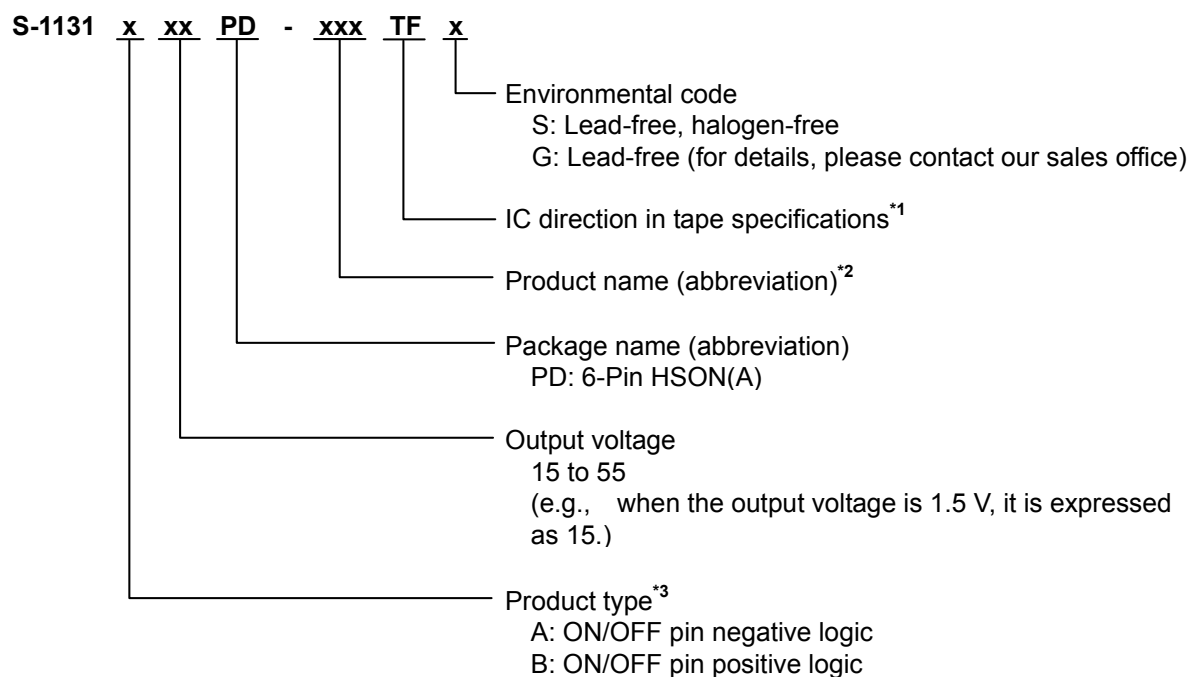 S-1131 x xx PD - xxx TF x
Environmental code
S: Lead-free, halogen-free
G: Lead-free (for details, please contact our sales office)
IC direction in tape specifications*1
Product name (abbreviation)*2
Package name (abbreviation)
PD: 6-Pin HSON(A)
Output voltage
15 to 55
(e.g., when the output voltage is 1.5 V, it is expressed
as 15.)
Product type*3
A: ON/OFF pin negative logic
B: ON/OFF pin positive logic